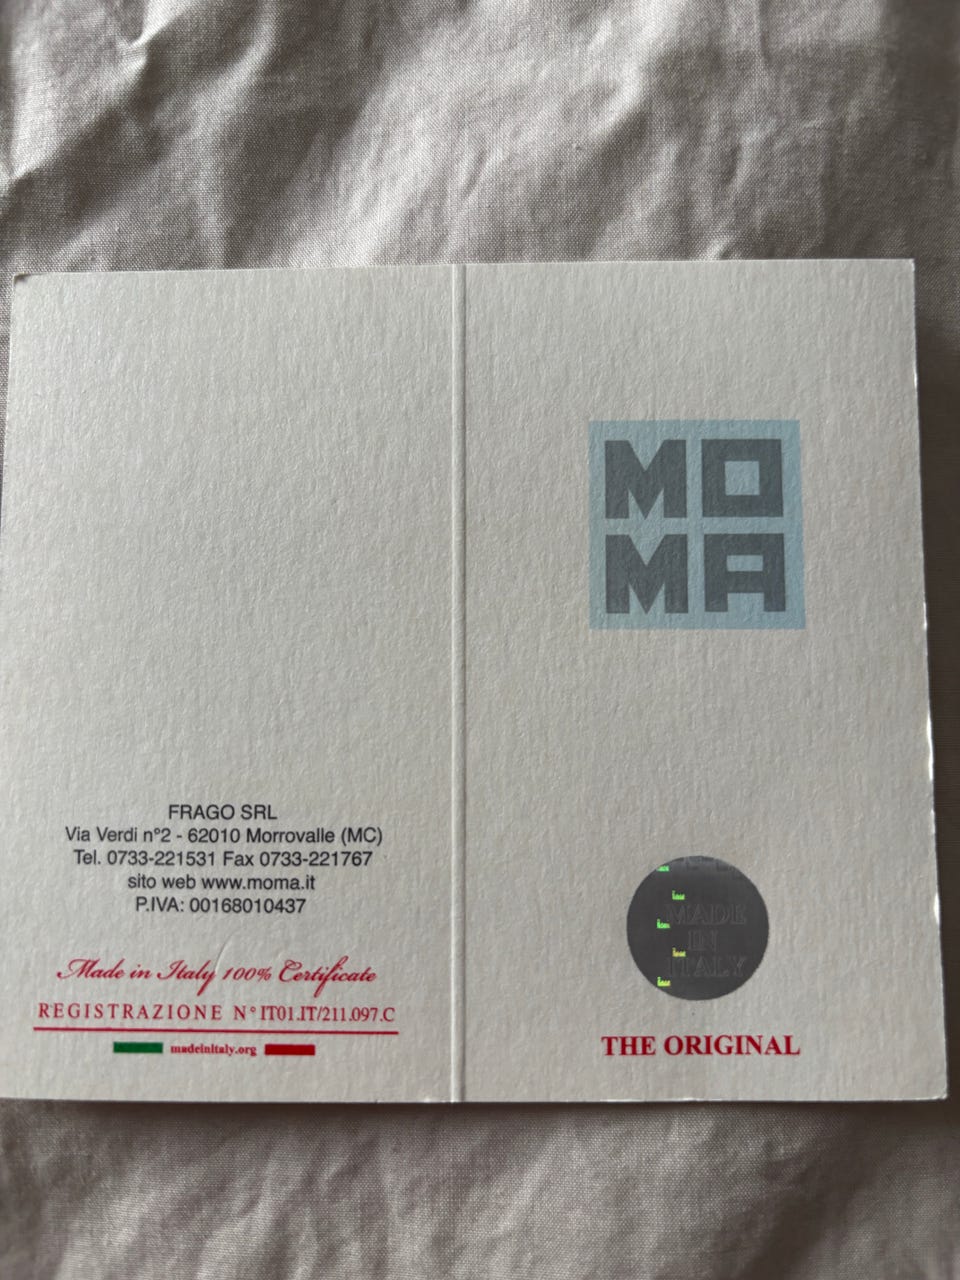 FRAGO SRL
Via Verdi n°2 - 62010 Morrovalle (MC)
Tel. 0733-221531 Fax 0733-221767
sito web www.moma.it
P.IVA: 00168010437
Made in Italy 100% Certificate
REGISTRAZIONE N° IT01.IT/211.097.C
madeinitaly.org
MO
MA
MADE
IN
ITALY
THE ORIGINAL